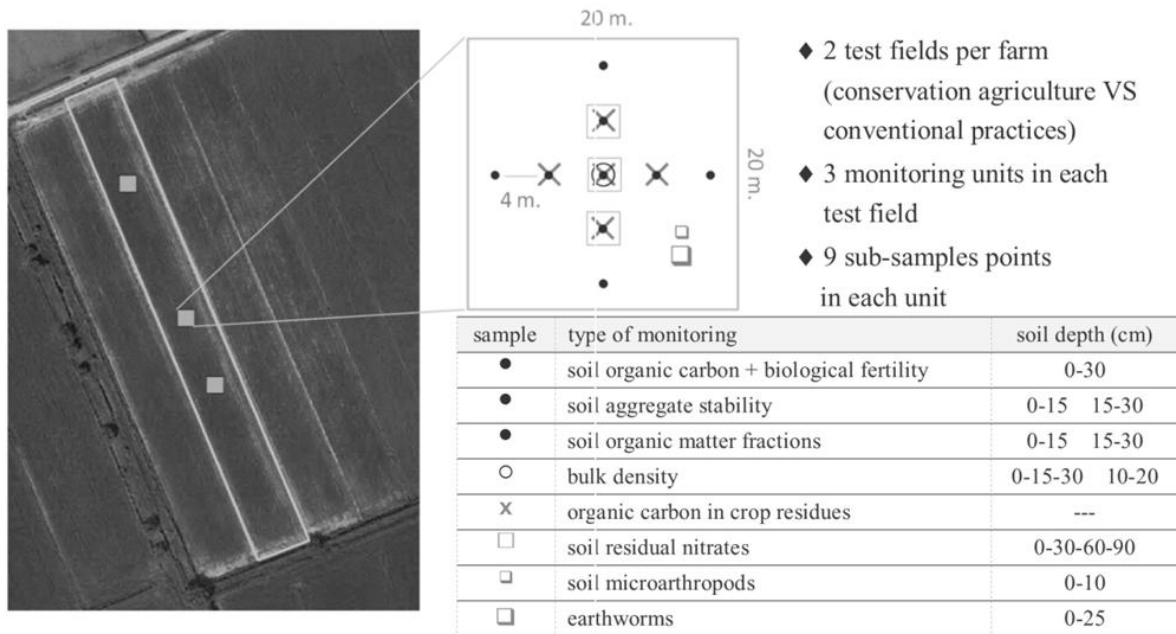 20 m.
20 m.
4 m.
♦ 2 test fields per farm
(conservation agriculture VS
conventional practices)
♦ 3 monitoring units in each
test field
♦ 9 sub-samples points
in each unit
sample type of monitoring soil depth (cm)
● soil organic carbon + biological fertility 0-30
● soil aggregate stability 0-15 15-30
● soil organic matter fractions 0-15 15-30
○ bulk density 0-15-30 10-20
x organic carbon in crop residues ---
□ soil residual nitrates 0-30-60-90
❑ soil microarthropods 0-10
❑ earthworms 0-25